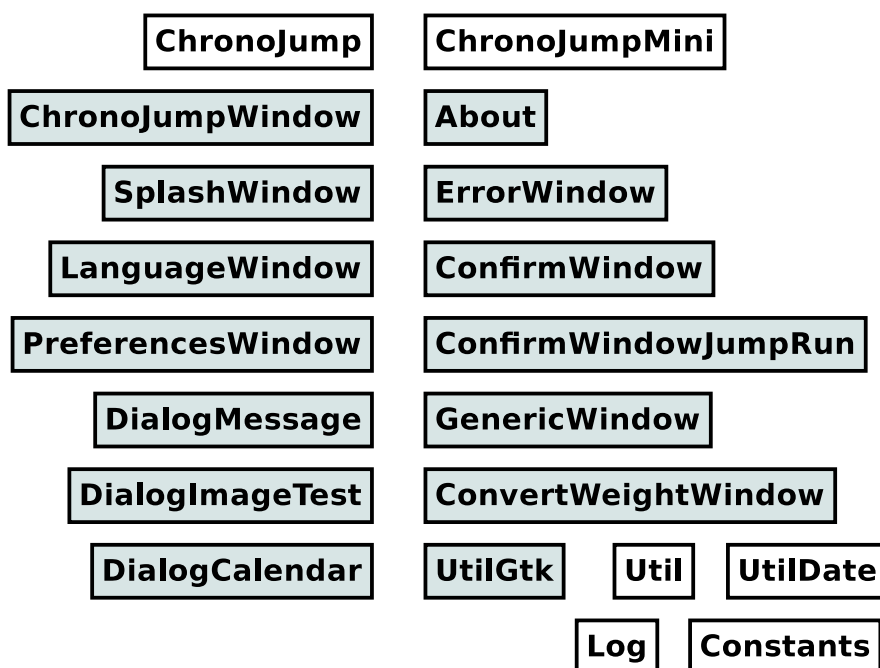 ChronoJump ChronoJumpMini
ChronoJumpWindow About
SplashWindow ErrorWindow
LanguageWindow ConfirmWindow
PreferencesWindow ConfirmWindowJumpRun
DialogMessage GenericWindow
DialogImageTest ConvertWeightWindow
DialogCalendar UtilGtk Util UtilDate
Log Constants